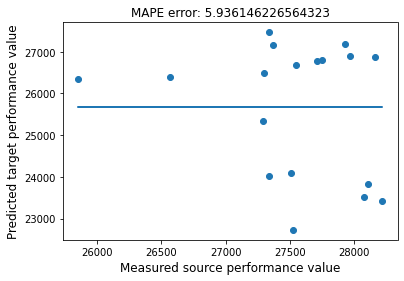 MAPE error: 5.936146226564323
Predicted target performance value
27000
26000
25000
24000
23000
26000 26500 27000 27500 28000
Measured source performance value